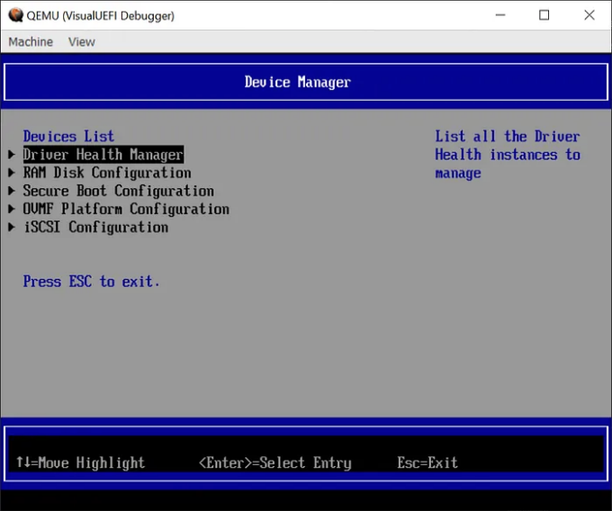 QEMU (VisualUEFI Debugger)
Machine View
Device Manager
Devices List
Driver Health Manager
RAM Disk Configuration
Secure Boot Configuration
OVMF Platform Configuration
iSCSI Configuration
Press ESC to exit.
List all the Driver
Health instances to
manage
↑↓=Move Highlight <Enter>=Select Entry Esc=Exit